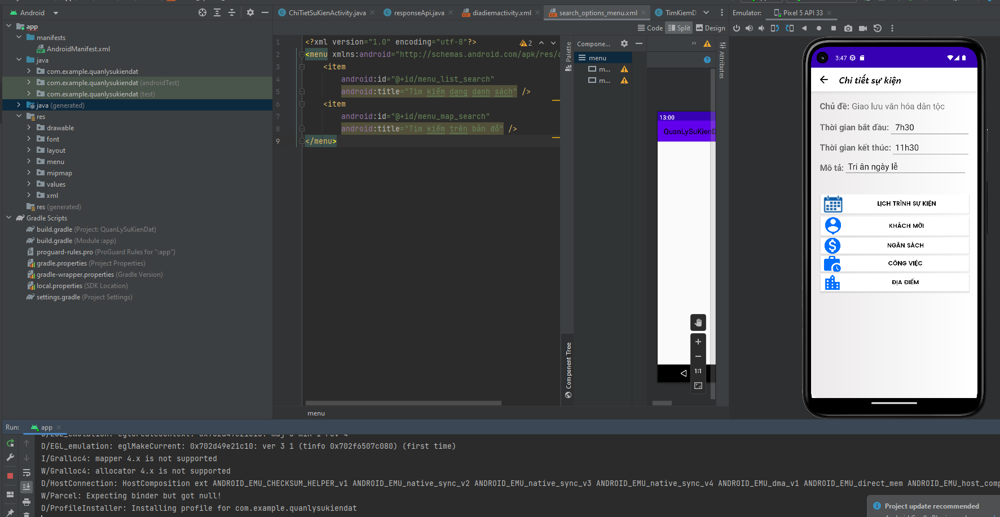 Android
ChiTietSuKienActivity.java
responseApi.java
diadiemactivity.xml
search_options_menu.xml
TimKiemD
Emulator:
Pixel 5 API 33
Code
Split
Design
app
manifests
AndroidManifest.xml
java
com.example.quanlysukiendat
com.example.quanlysukiendat (androidTest)
com.example.quanlysukiendat (test)
java (generated)
res
drawable
font
layout
menu
mipmap
values
xml
res (generated)
Gradle Scripts
build.gradle (Project: QuanLySuKienDat)
build.gradle (Module :app)
proguard-rules.pro (ProGuard Rules for ":app")
gradle.properties (Project Properties)
gradle-wrapper.properties (Gradle Version)
local.properties (SDK Location)
settings.gradle (Project Settings)
1 <?xml version="1.0" encoding="utf-8"?>
2 <menu xmlns:android="http://schemas.android.com/apk/res/a
3 <item
4 android:id="@+id/menu_list_search"
5 android:title="Tìm kiếm dạng danh sách" />
6 <item
7 android:id="@+id/menu_map_search"
8 android:title="Tìm kiếm trên bản đồ" />
9 </menu>
2
menu
Palette
Component Tree
Compone...
menu
m...
m...
Attributes
13:00
QuanLySuKienD
1:1
3:47
Chi tiết sự kiện
Chủ đề: Giao lưu văn hóa dân tộc
Thời gian bắt đầu: 7h30
Thời gian kết thúc: 11h30
Mô tả: Tri ân ngày lễ
LỊCH TRÌNH SỰ KIỆN
KHÁCH MỜI
NGÂN SÁCH
CÔNG VIỆC
ĐỊA ĐIỂM
Run:
app
D/EGL_emulation: eglCreateContext: 0x702d49e21c10: maj 3 min 1 rcv 4
D/EGL_emulation: eglMakeCurrent: 0x702d49e21c10: ver 3 1 (tinfo 0x702f6507c080) (first time)
I/Gralloc4: mapper 4.x is not supported
W/Gralloc4: allocator 4.x is not supported
D/HostConnection: HostComposition ext ANDROID_EMU_CHECKSUM_HELPER_v1 ANDROID_EMU_native_sync_v2 ANDROID_EMU_native_sync_v3 ANDROID_EMU_native_sync_v4 ANDROID_EMU_dma_v1 ANDROID_EMU_direct_mem ANDROID_EMU_host_comp
W/Parcel: Expecting binder but got null!
D/ProfileInstaller: Installing profile for com.example.quanlysukiendat
Project update recommended